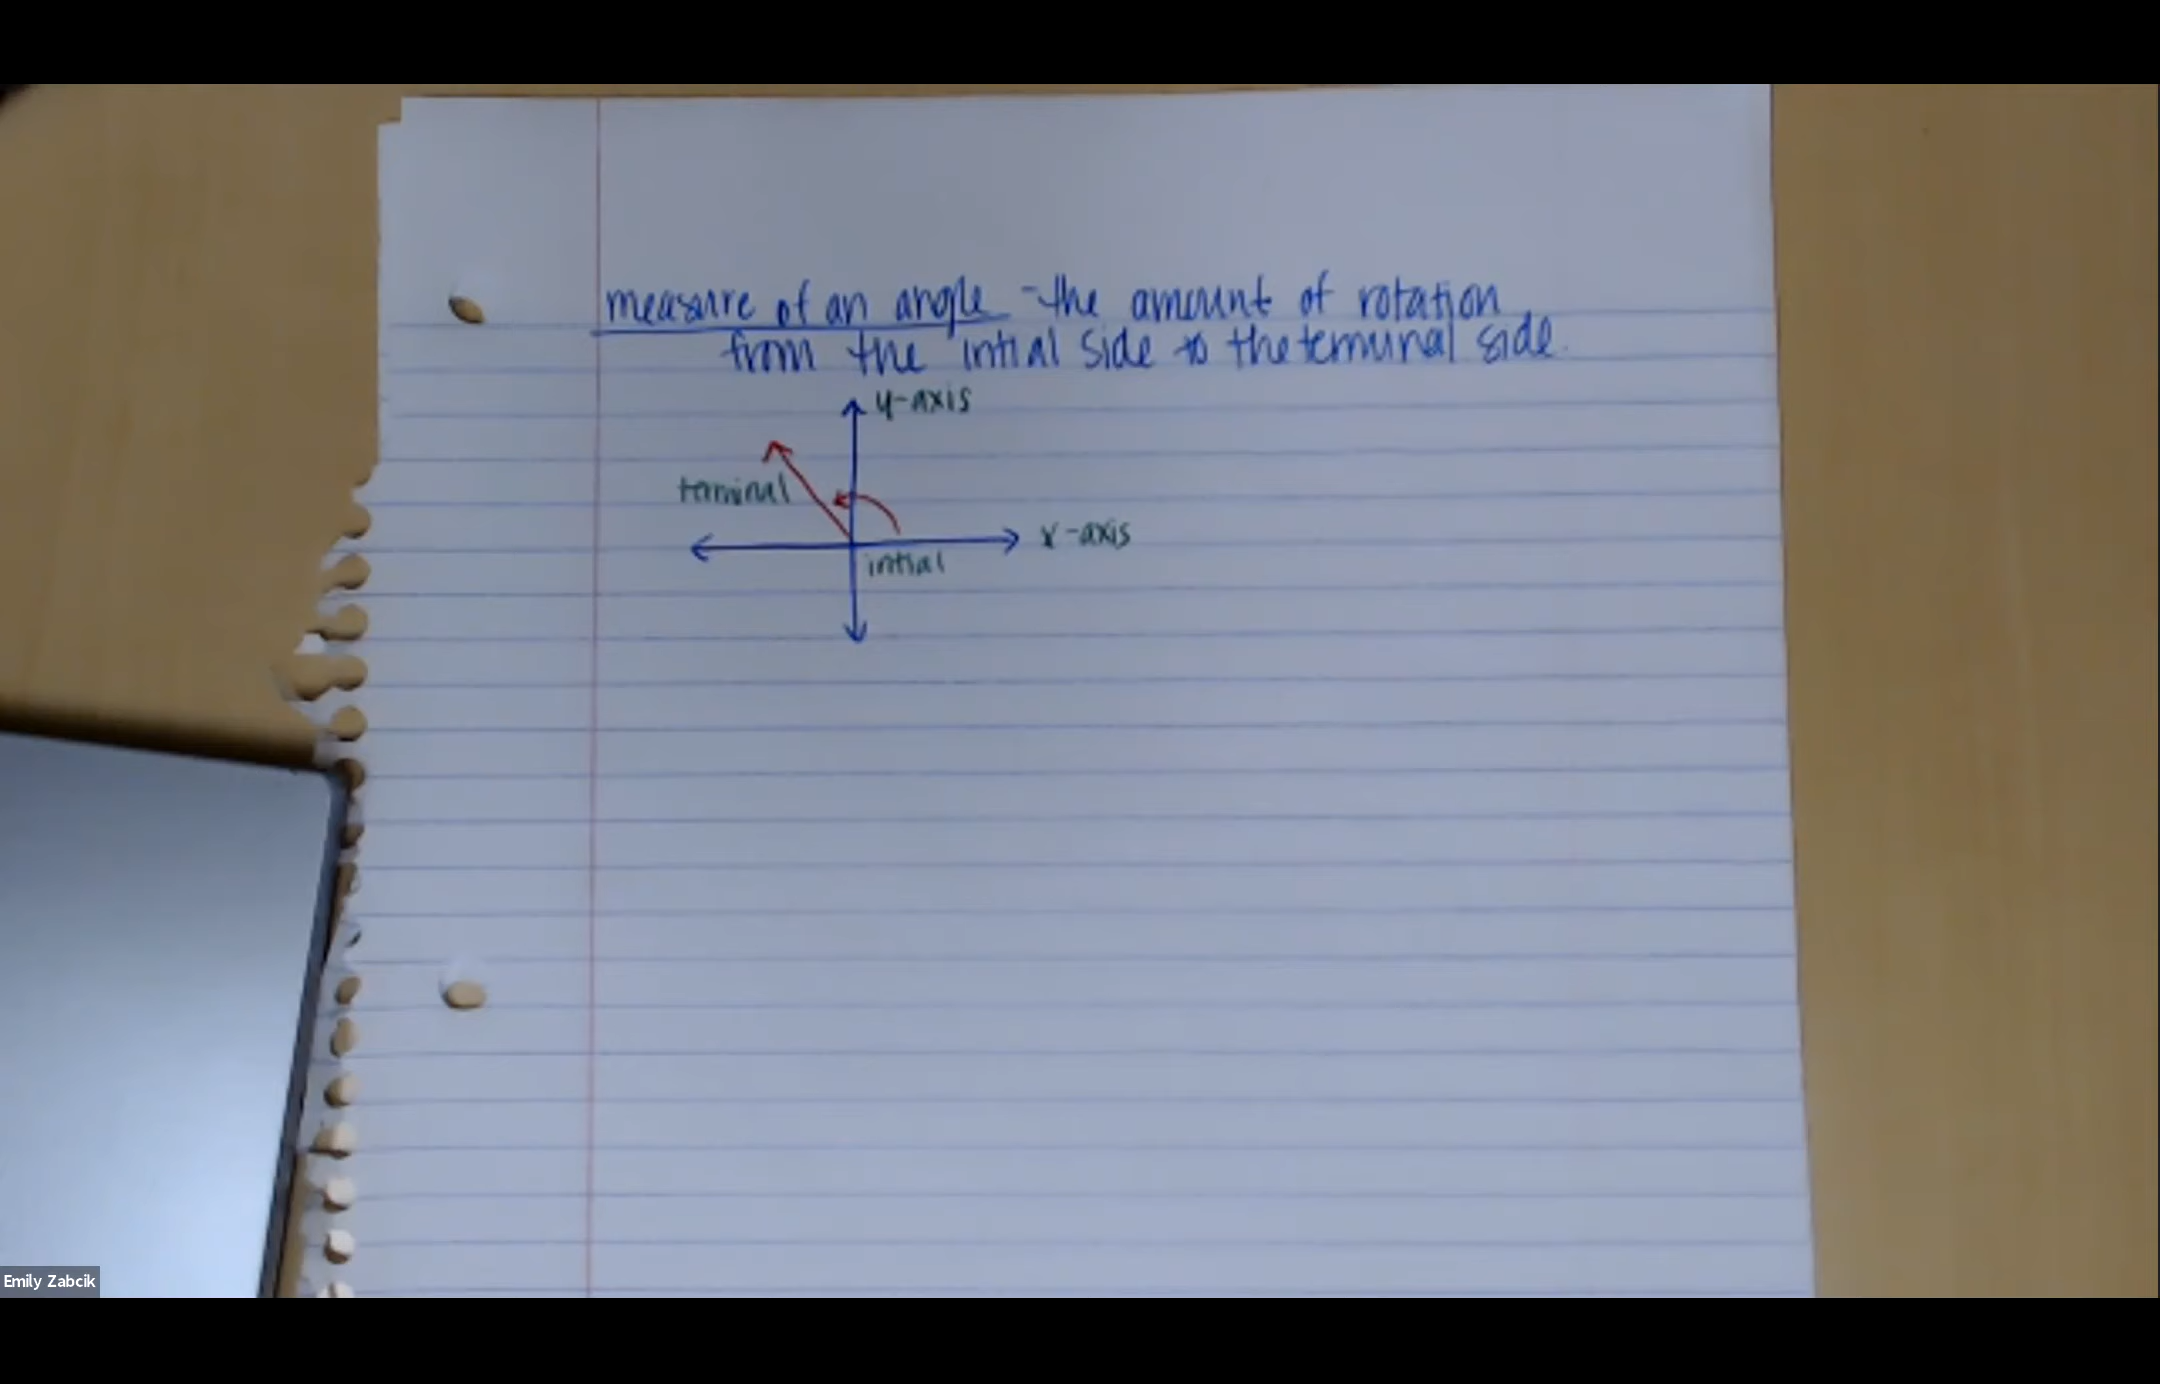 measure of an angle - the amount of rotation
from the intial side to the terminal side.
y-axis
terminal
x-axis
intial
Emily Zabcik